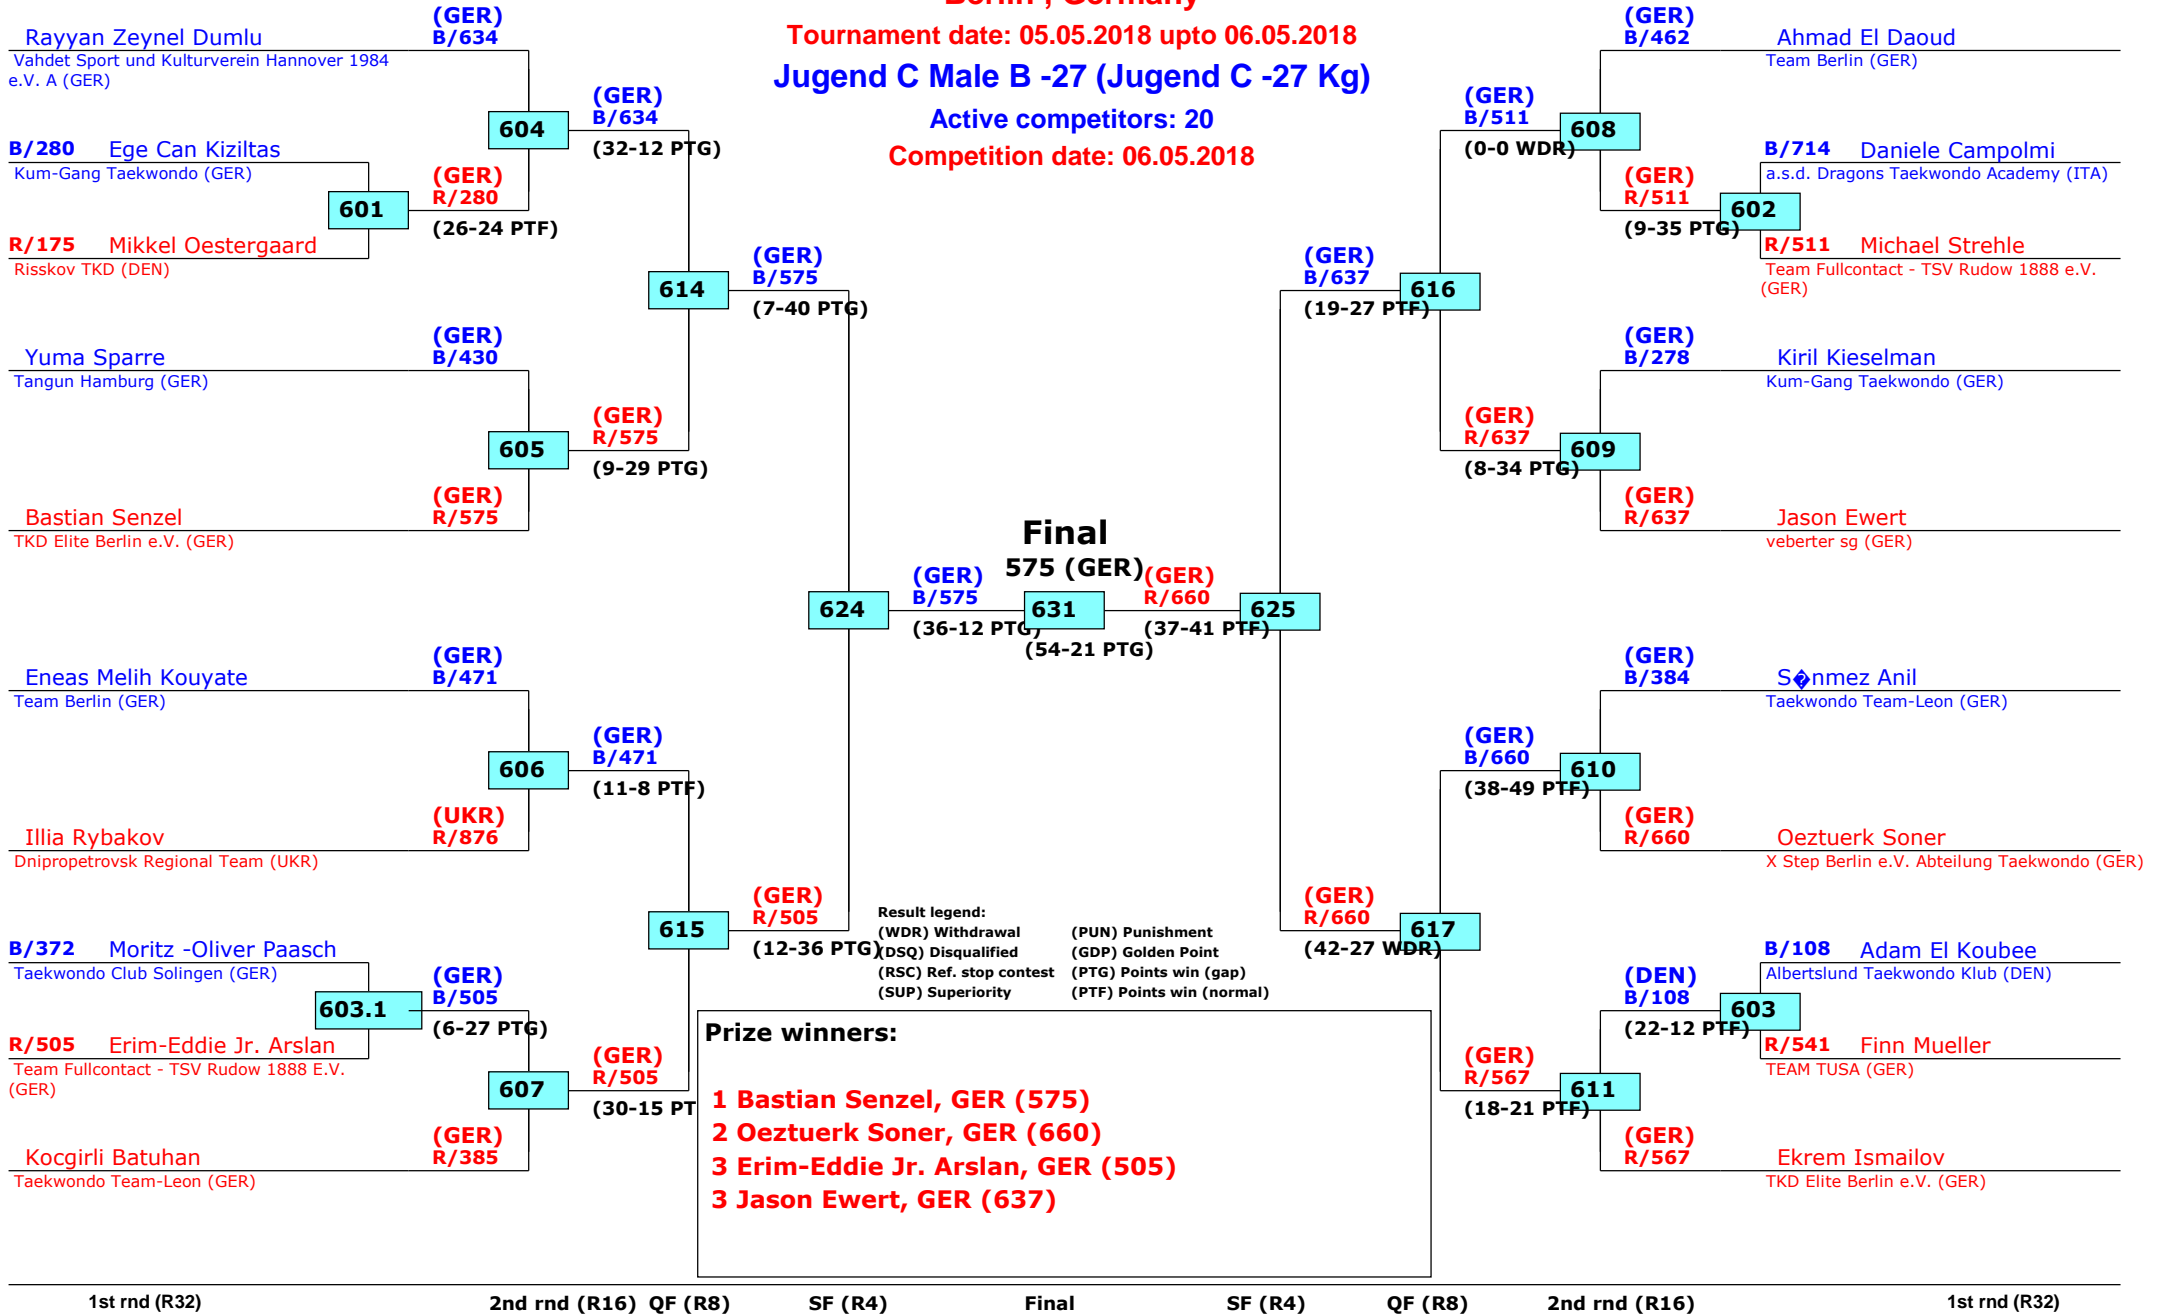 Berlin , Germany
Tournament date: 05.05.2018 upto 06.05.2018
Jugend C Male B -27 (Jugend C -27 Kg)
Active competitors: 20
Competition date: 06.05.2018
Rayyan Zeynel Dumlu
Vahdet Sport und Kulturverein Hannover 1984
e.V. A (GER)
(GER)
B/634
B/280 Ege Can Kiziltas
Kum-Gang Taekwondo (GER)
601
R/175 Mikkel Oestergaard
Risskov TKD (DEN)
(GER)
R/280
(26-24 PTF)
604
(GER)
B/634
(32-12 PTG)
Yuma Sparre
Tangun Hamburg (GER)
(GER)
B/430
605
Bastian Senzel
TKD Elite Berlin e.V. (GER)
(GER)
R/575
(GER)
R/575
(9-29 PTG)
614
(GER)
B/575
(7-40 PTG)
Eneas Melih Kouyate
Team Berlin (GER)
(GER)
B/471
606
Illia Rybakov
Dnipropetrovsk Regional Team (UKR)
(UKR)
R/876
(GER)
B/471
(11-8 PTF)
B/372 Moritz -Oliver Paasch
Taekwondo Club Solingen (GER)
603.1
R/505 Erim-Eddie Jr. Arslan
Team Fullcontact - TSV Rudow 1888 E.V.
(GER)
(GER)
B/505
(6-27 PTG)
607
Kocgirli Batuhan
Taekwondo Team-Leon (GER)
(GER)
R/385
(GER)
R/505
(30-15 PT
615
(GER)
R/505
(12-36 PTG)
624
(GER)
B/575
(36-12 PTG)
Final
575 (GER)
631
(54-21 PTG)
(GER)
R/660
(37-41 PTF)
625
(GER)
B/637
(19-27 PTF)
616
(GER)
B/511
(0-0 WDR)
608
(GER)
B/462
Ahmad El Daoud
Team Berlin (GER)
(GER)
R/511
(9-35 PTG)
602
B/714 Daniele Campolmi
a.s.d. Dragons Taekwondo Academy (ITA)
R/511 Michael Strehle
Team Fullcontact - TSV Rudow 1888 e.V.
(GER)
(GER)
R/637
(8-34 PTG)
609
(GER)
B/278
Kiril Kieselman
Kum-Gang Taekwondo (GER)
(GER)
R/637
Jason Ewert
veberter sg (GER)
(GER)
R/660
(42-27 WDR)
617
(GER)
B/660
(38-49 PTF)
610
(GER)
B/384
S�nmez Anil
Taekwondo Team-Leon (GER)
(GER)
R/660
Oeztuerk Soner
X Step Berlin e.V. Abteilung Taekwondo (GER)
(GER)
R/567
(18-21 PTF)
611
(DEN)
B/108
(22-12 PTF)
603
B/108 Adam El Koubee
Albertslund Taekwondo Klub (DEN)
R/541 Finn Mueller
TEAM TUSA (GER)
(GER)
R/567
Ekrem Ismailov
TKD Elite Berlin e.V. (GER)
Result legend:
(WDR) Withdrawal (PUN) Punishment
(DSQ) Disqualified (GDP) Golden Point
(RSC) Ref. stop contest (PTG) Points win (gap)
(SUP) Superiority (PTF) Points win (normal)
Prize winners:
1 Bastian Senzel, GER (575)
2 Oeztuerk Soner, GER (660)
3 Erim-Eddie Jr. Arslan, GER (505)
3 Jason Ewert, GER (637)
1st rnd (R32) 2nd rnd (R16) QF (R8) SF (R4) Final SF (R4) QF (R8) 2nd rnd (R16) 1st rnd (R32)